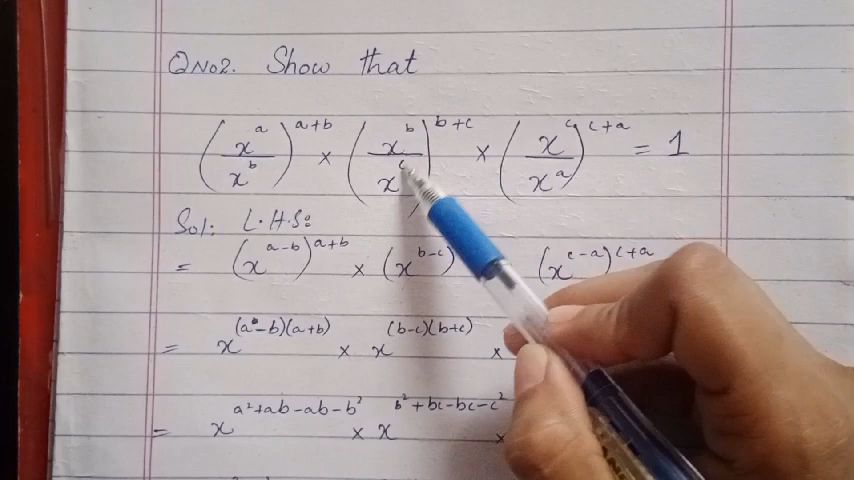 QNo2. Show that
(x^a/x^b)^{a+b} × (x^b/x^c)^{b+c} × (x^c/x^a)^{c+a} = 1
Sol: L.H.S:
= (x^{a-b})^{a+b} × (x^{b-c}) (x^{c-a})^{c+a}
= x^{(a-b)(a+b)} × x^{(b-c)(b+c)} ×
= x^{a²+ab-ab-b²} × x^{b²+bc-bc-c²} ×